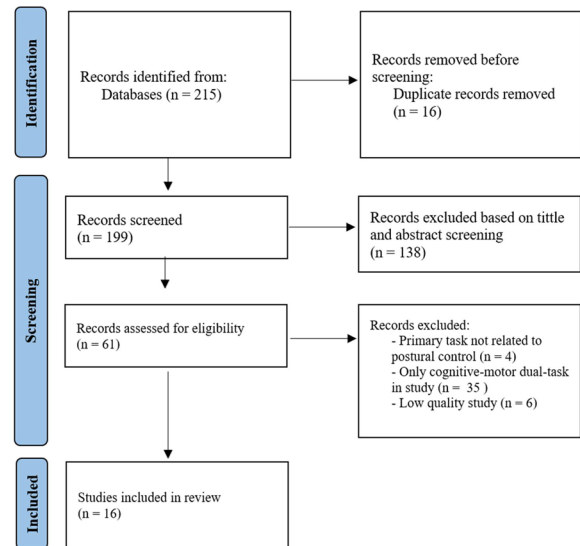 Identification
Records identified from:
Databases (n = 215)
Records removed before
screening:
Duplicate records removed
(n = 16)
Screening
Records screened
(n = 199)
Records excluded based on tittle
and abstract screening
(n = 138)
Records assessed for eligibility
(n = 61)
Records excluded:
- Primary task not related to
postural control (n = 4)
- Only cognitive-motor dual-task
in study (n = 35 )
- Low quality study (n = 6)
Included
Studies included in review
(n = 16)